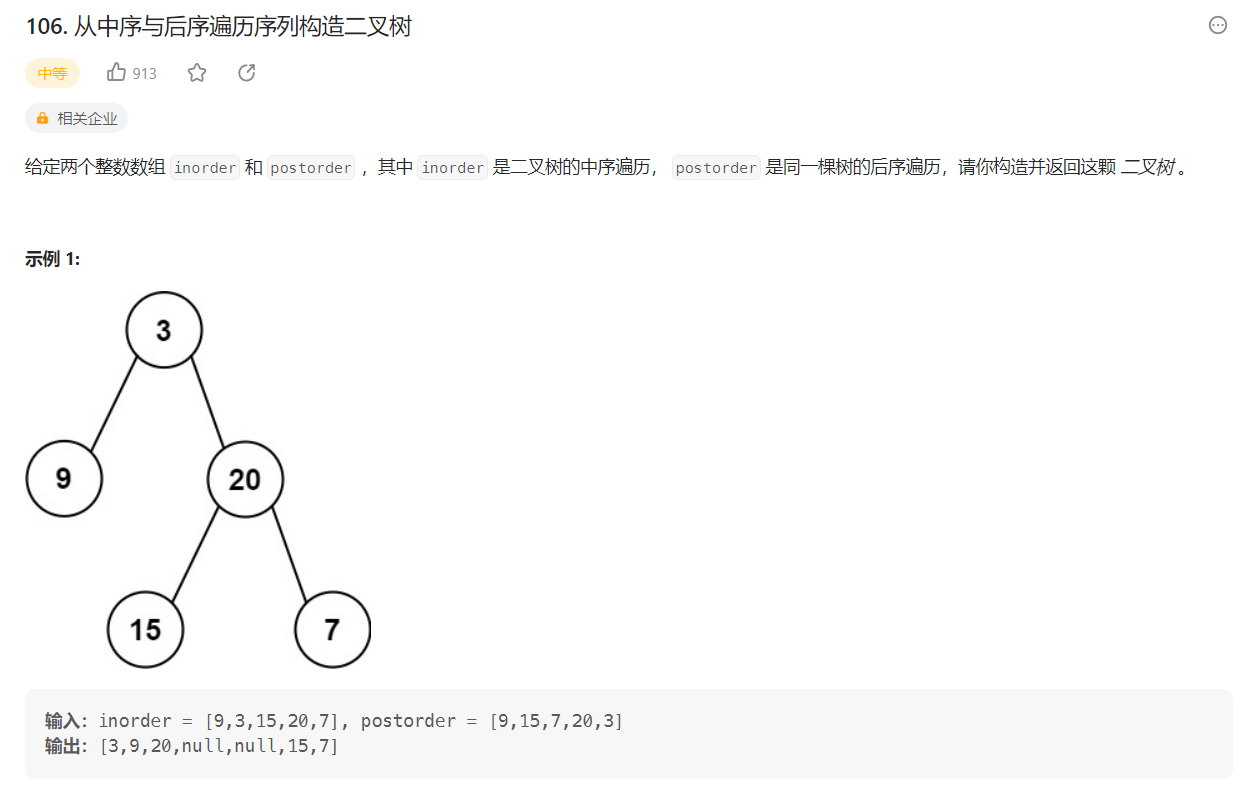 106. 从中序与后序遍历序列构造二叉树
中等 913
相关企业
给定两个整数数组 inorder 和 postorder ，其中 inorder 是二叉树的中序遍历， postorder 是同一棵树的后序遍历，请你构造并返回这颗 二叉树 。
示例 1:
3
9 20
15 7
输入：inorder = [9,3,15,20,7], postorder = [9,15,7,20,3]
输出：[3,9,20,null,null,15,7]